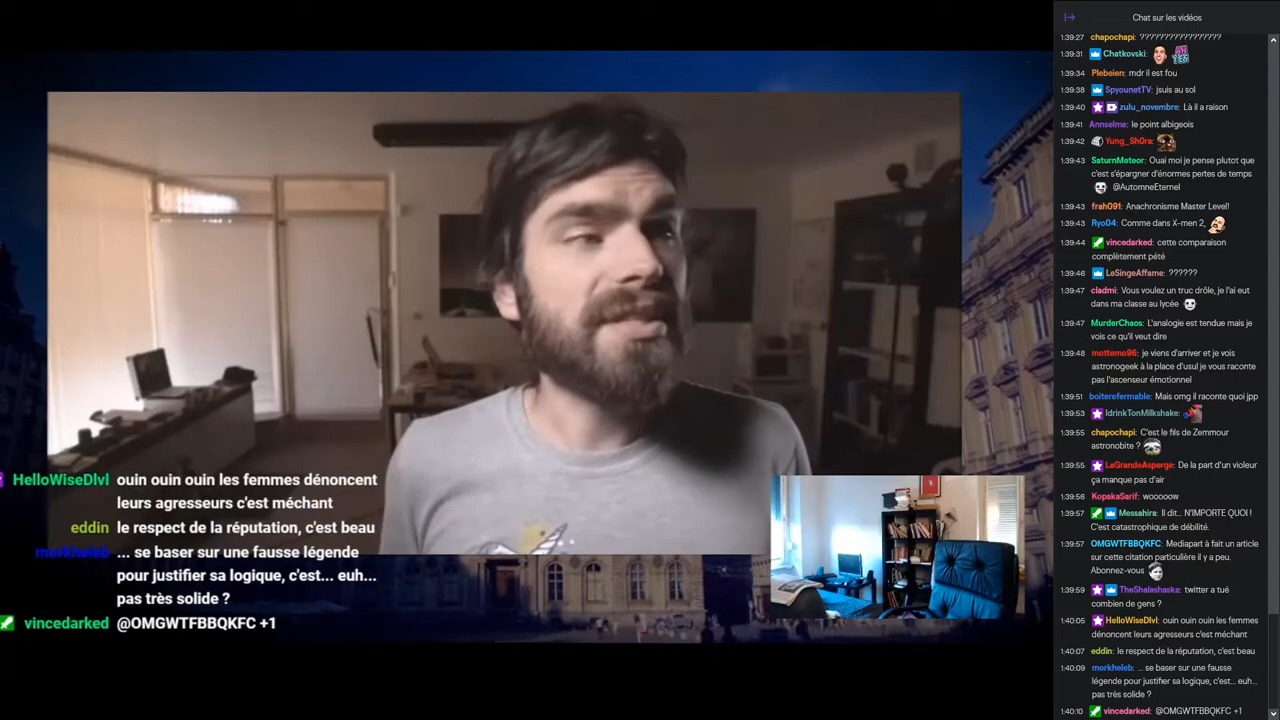 HelloWiseDlvl ouin ouin ouin les femmes dénoncent
leurs agresseurs c'est méchant
eddin le respect de la réputation, c'est beau
morkheleb ... se baser sur une fausse légende
pour justifier sa logique, c'est... euh...
pas très solide ?
vincedarked @OMGWTFBBQKFC +1
Chat sur les vidéos
1:39:27 chapochapi: ?????????????????
1:39:31 Chatkovski:
1:39:34 Plebeien: mdr il est fou
1:39:38 SpyounetTV: jsuis au sol
1:39:40 zulu_novembre: Là il a raison
1:39:41 Annselme: le point albigeois
1:39:42 Yung_Sh0ra:
1:39:43 SaturnMeteor: Ouai moi je pense plutot que
c'est s'épargner d'énormes pertes de temps
@AutomneEternel
1:39:43 frah091: Anachronisme Master Level!
1:39:43 Ryo04: Comme dans X-men 2,
1:39:44 vincedarked: cette comparaison
complètement pété
1:39:46 LeSingeAffame: ??????
1:39:47 cladmi: Vous voulez un truc drôle, je l'ai eut
dans ma classe au lycée
1:39:47 MurderChaos: L'analogie est tendue mais je
vois ce qu'il veut dire
1:39:48 mottemo96: je viens d'arriver et je vois
astronogeek à la place d'usul je vous raconte
pas l'ascenseur émotionnel
1:39:51 boiterefermable: Mais omg il raconte quoi jpp
1:39:53 IdrinkTonMilkshake:
1:39:55 chapochapi: C'est le fils de Zemmour
astronobite ?
1:39:55 LaGrandeAsperge: De la part d'un violeur
ça manque pas d'air
1:39:56 KopakaSarif: wooooow
1:39:57 Messahira: Il dit... N'IMPORTE QUOI !
C'est catastrophique de débilité.
1:39:57 OMGWTFBBQKFC: Mediapart à fait un article
sur cette citation particulière il y a peu.
Abonnez-vous
1:39:59 TheShalashaska: twitter a tué
combien de gens ?
1:40:05 HelloWiseDlvl: ouin ouin ouin les femmes
dénoncent leurs agresseurs c'est méchant
1:40:07 eddin: le respect de la réputation, c'est beau
1:40:09 morkheleb: ... se baser sur une fausse
légende pour justifier sa logique, c'est... euh...
pas très solide ?
1:40:10 vincedarked: @OMGWTFBBQKFC +1